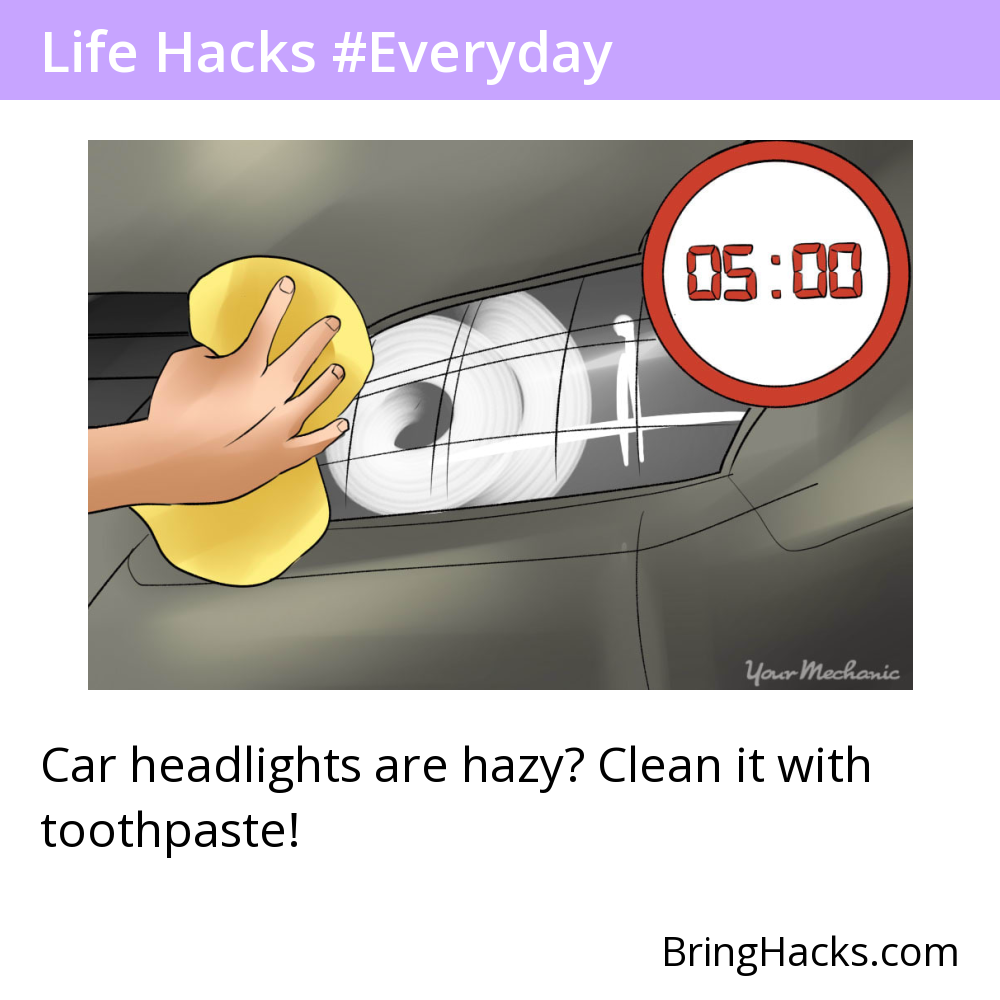 Life Hacks #Everyday
05:00
YourMechanic
Car headlights are hazy? Clean it with
toothpaste!
BringHacks.com